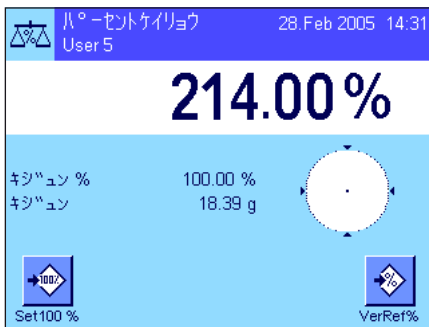 パーセントケイリョウ 28.Feb 2005 14:31
User 5
214.00 %
キジュン % 100.00 %
キジュン 18.39 g
Set100 % VerRef%